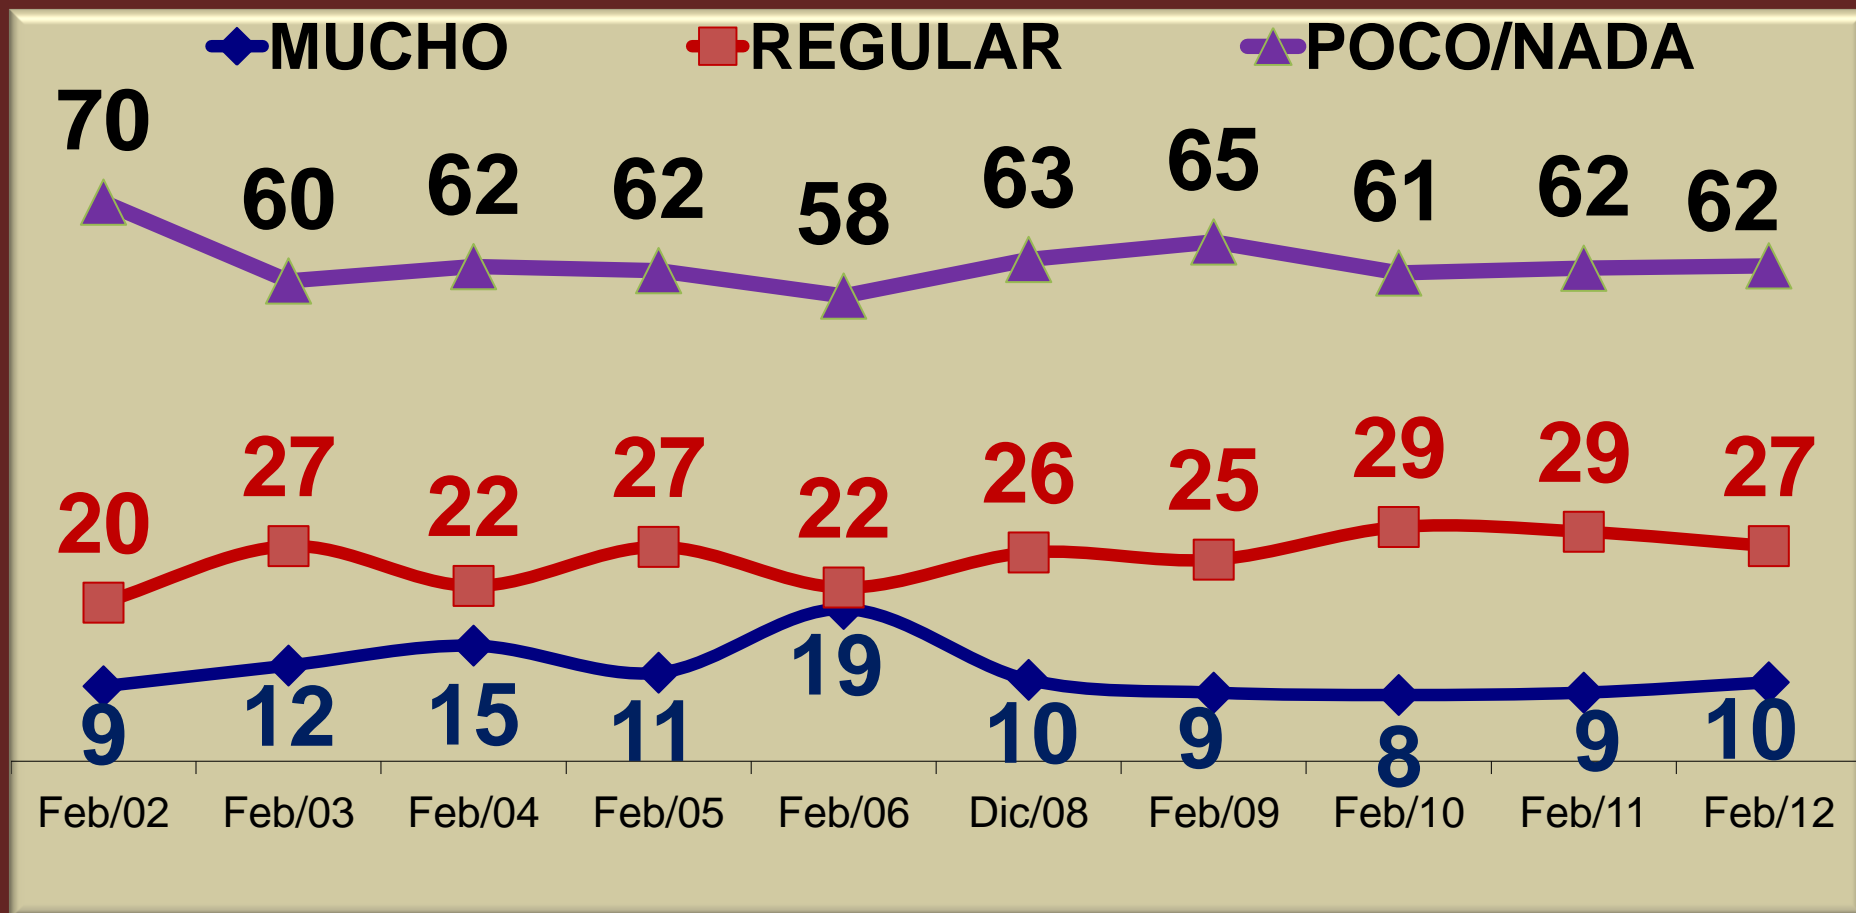 MUCHO REGULAR POCO/NADA
70 60 62 62 58 63 65 61 62 62
20 27 22 27 22 26 25 29 29 27
9 12 15 11 19 10 9 8 9 10
Feb/02 Feb/03 Feb/04 Feb/05 Feb/06 Dic/08 Feb/09 Feb/10 Feb/11 Feb/12